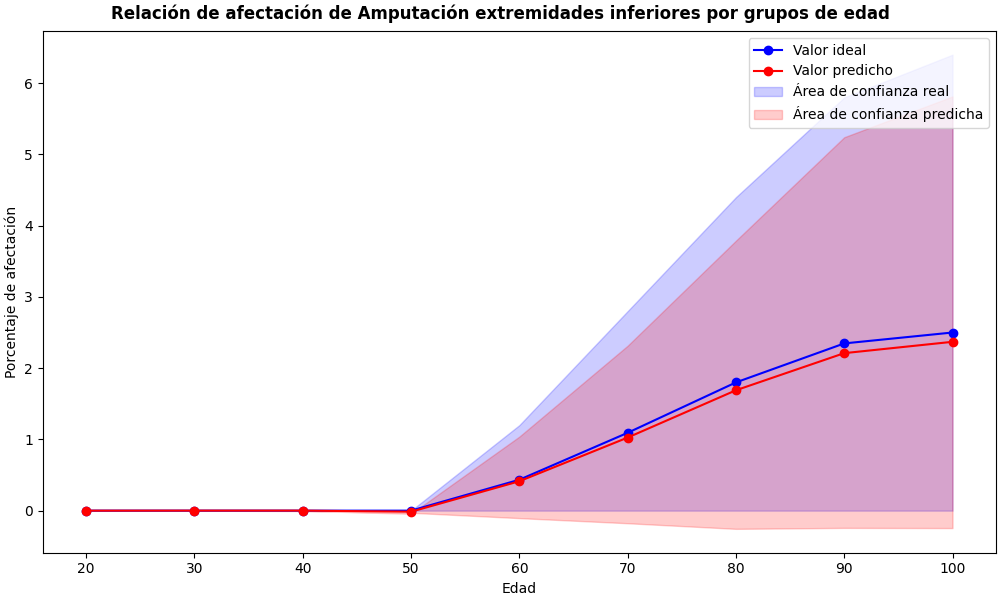 Relación de afectación de Amputación extremidades inferiores por grupos de edad
Valor ideal
Valor predicho
Área de confianza real
Área de confianza predicha
Porcentaje de afectación
6
5
4
3
2
1
0
20 30 40 50 60 70 80 90 100
Edad